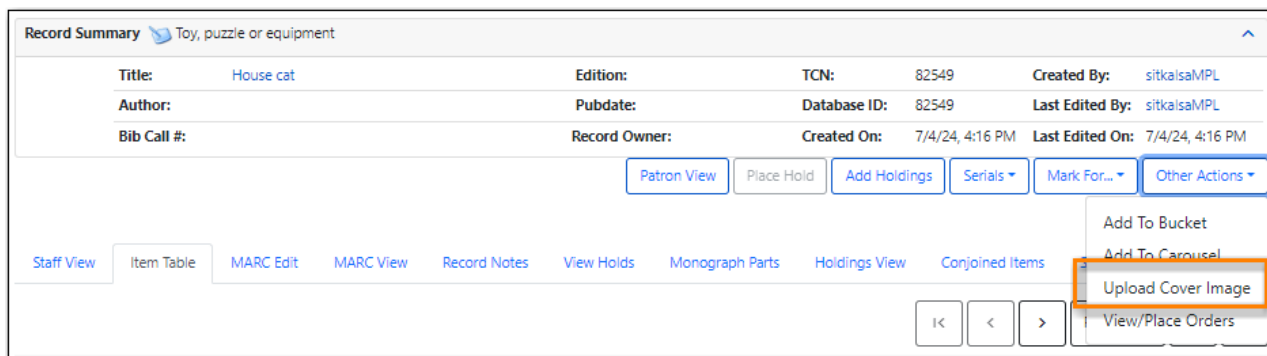 Record Summary Toy, puzzle or equipment
Title: House cat Edition: TCN: 82549 Created By: sitkalsaMPL
Author: Pubdate: Database ID: 82549 Last Edited By: sitkalsaMPL
Bib Call #: Record Owner: Created On: 7/4/24, 4:16 PM Last Edited On: 7/4/24, 4:16 PM
Patron View Place Hold Add Holdings Serials Mark For... Other Actions
Add To Bucket
Staff View Item Table MARC Edit MARC View Record Notes View Holds Monograph Parts Holdings View Conjoined Items Add To Carousel
Upload Cover Image
View/Place Orders